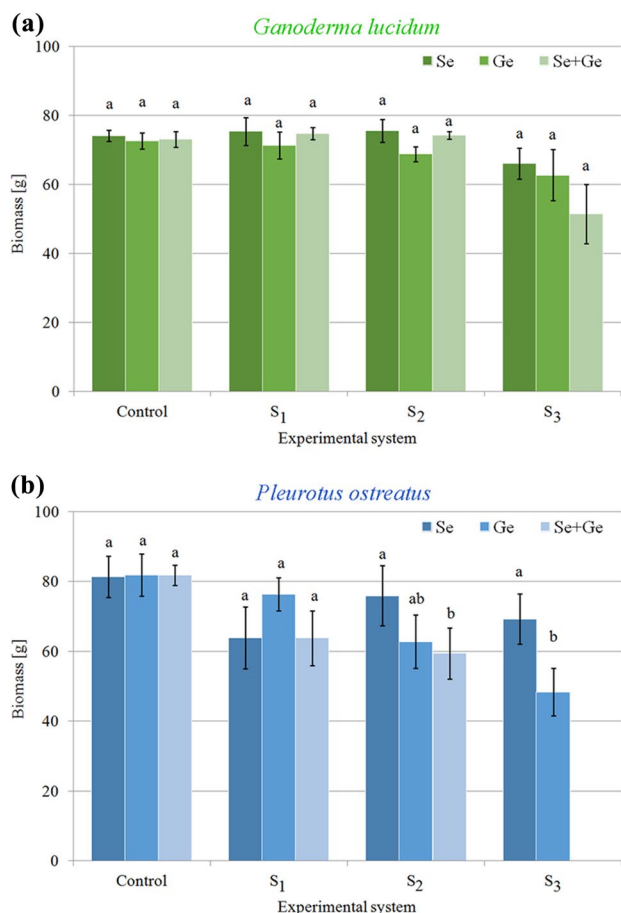 (a)
Ganoderma lucidum
100
Se Ge Se+Ge
80
60
40
20
0
Biomass [g]
a a a a a a a a a a a a
Control S1 S2 S3
Experimental system
(b)
Pleurotus ostreatus
100
Se Ge Se+Ge
80
60
40
20
0
Biomass [g]
a a a a a a a ab b a b
Control S1 S2 S3
Experimental system